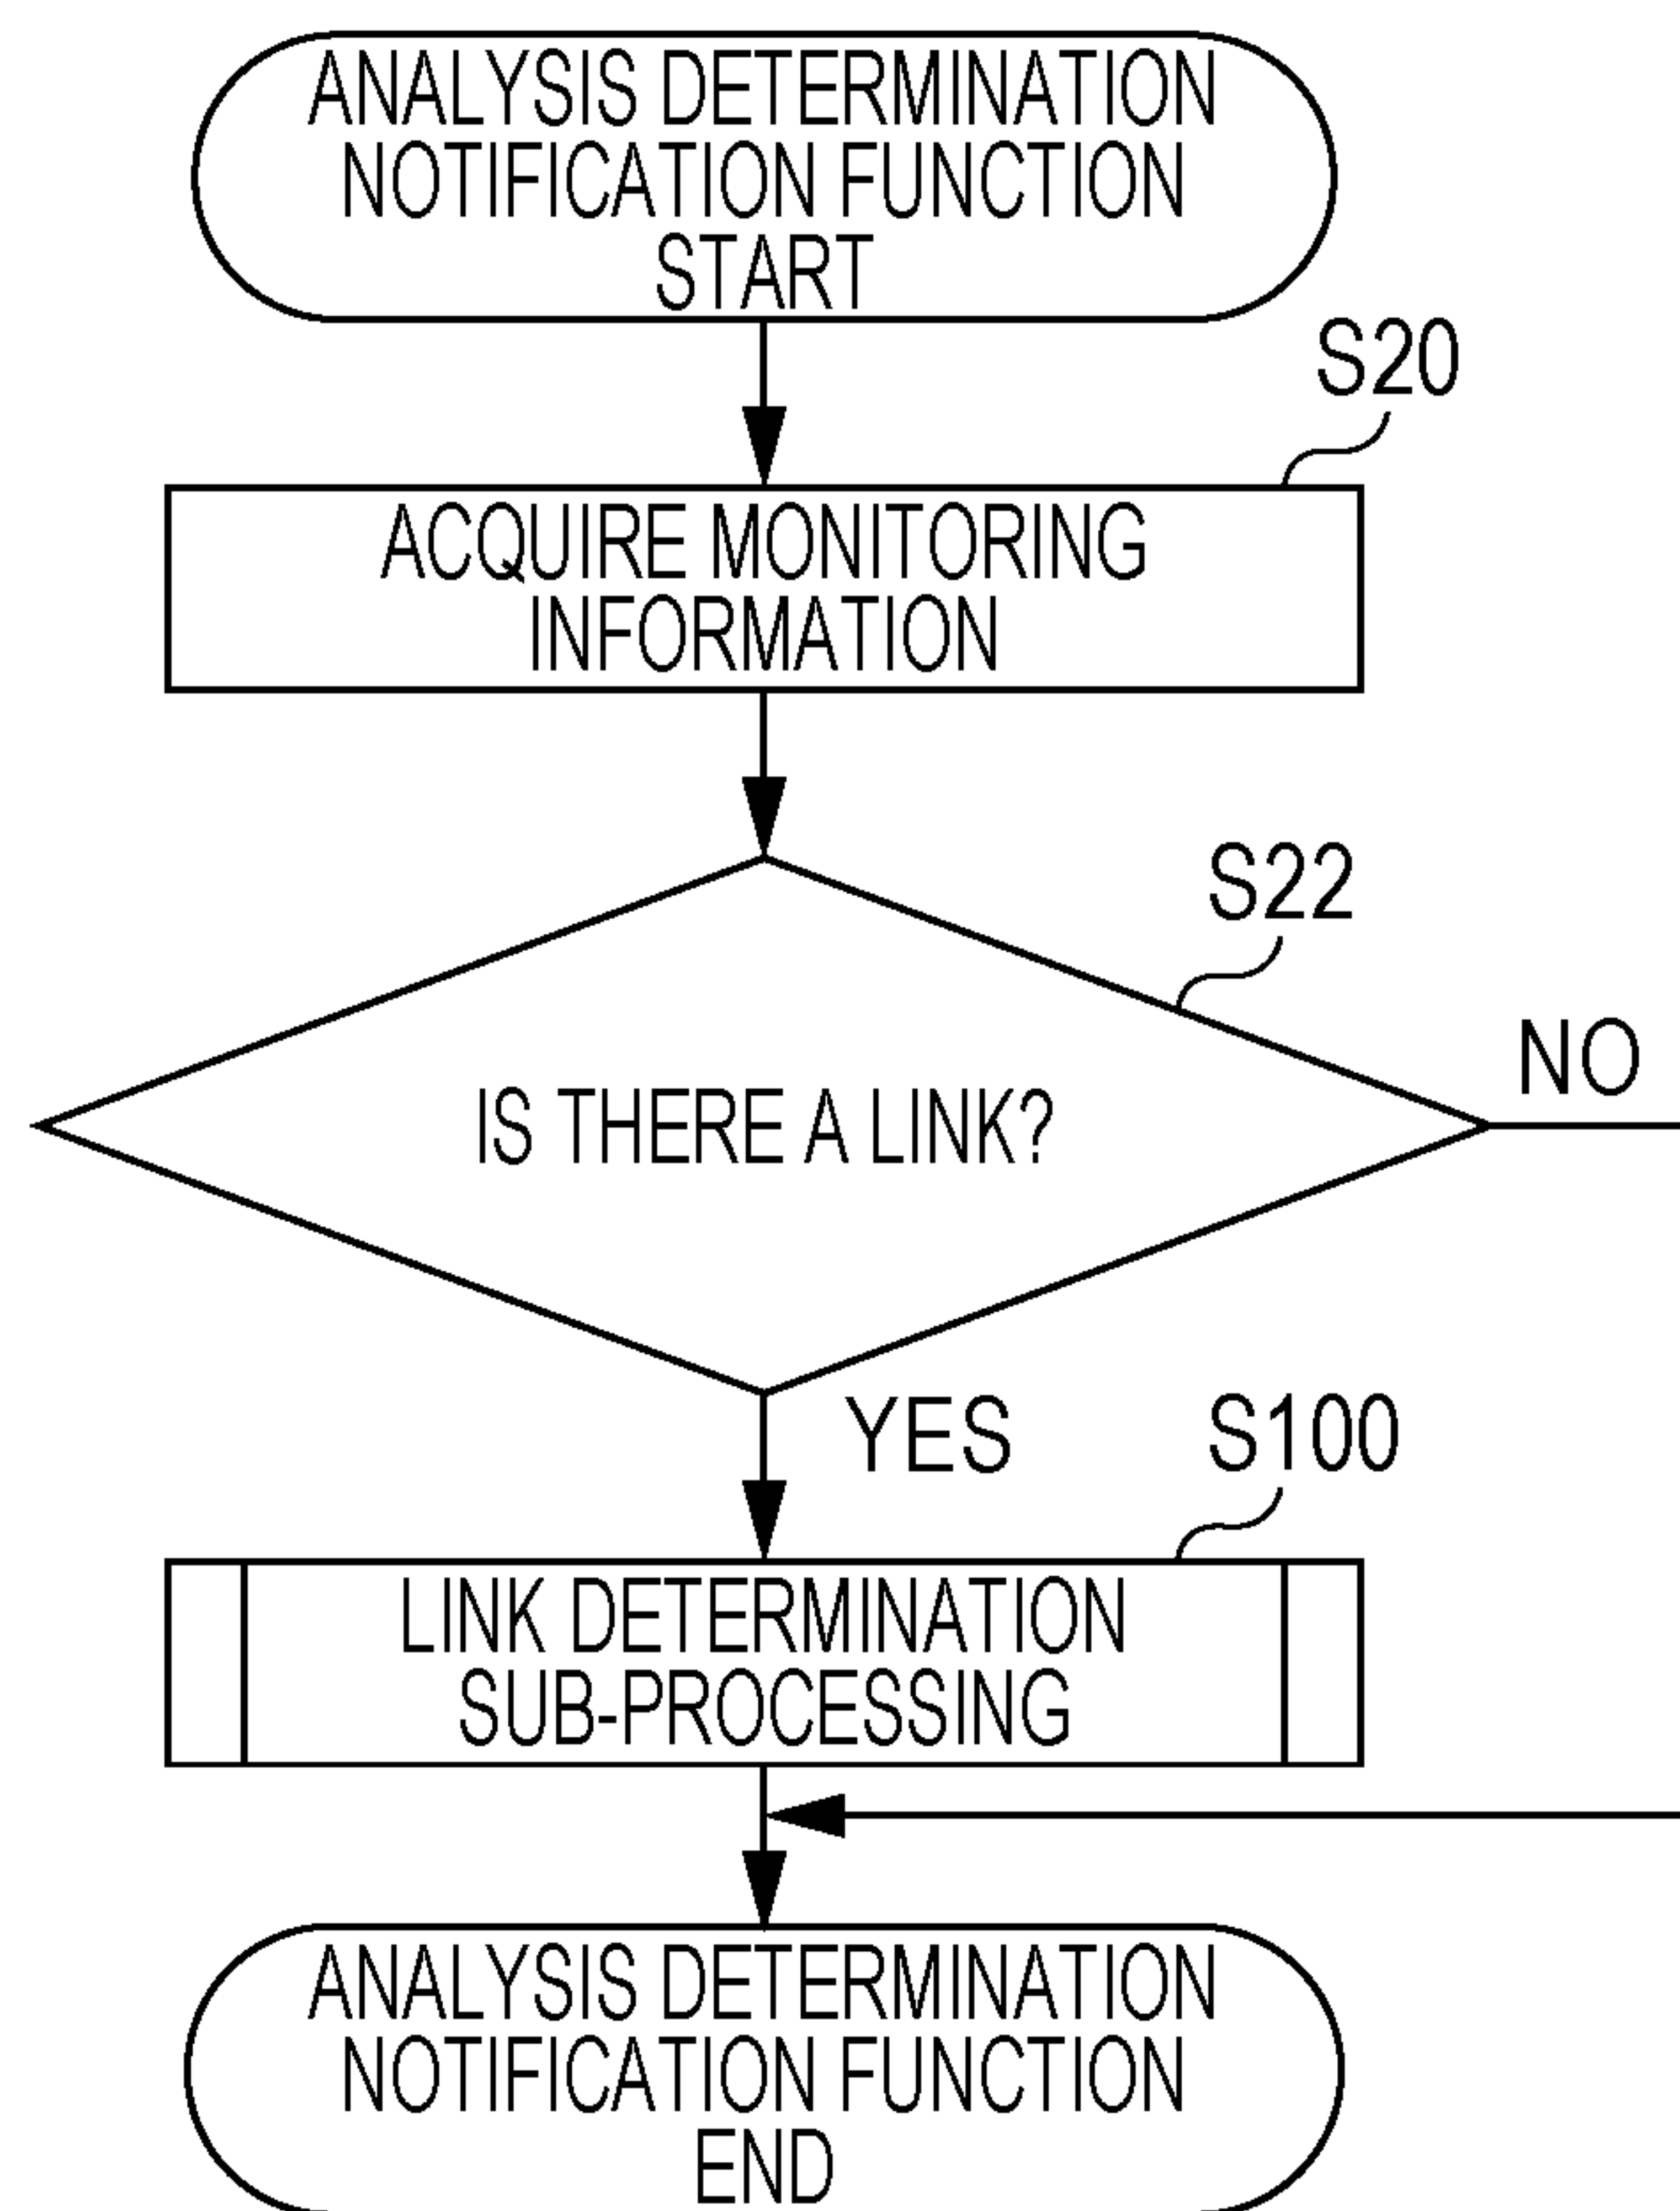 ANALYSIS DETERMINATION
NOTIFICATION FUNCTION
START
S20
ACQUIRE MONITORING
INFORMATION
S22
IS THERE A LINK?
NO
YES
S100
LINK DETERMINATION
SUB-PROCESSING
ANALYSIS DETERMINATION
NOTIFICATION FUNCTION
END